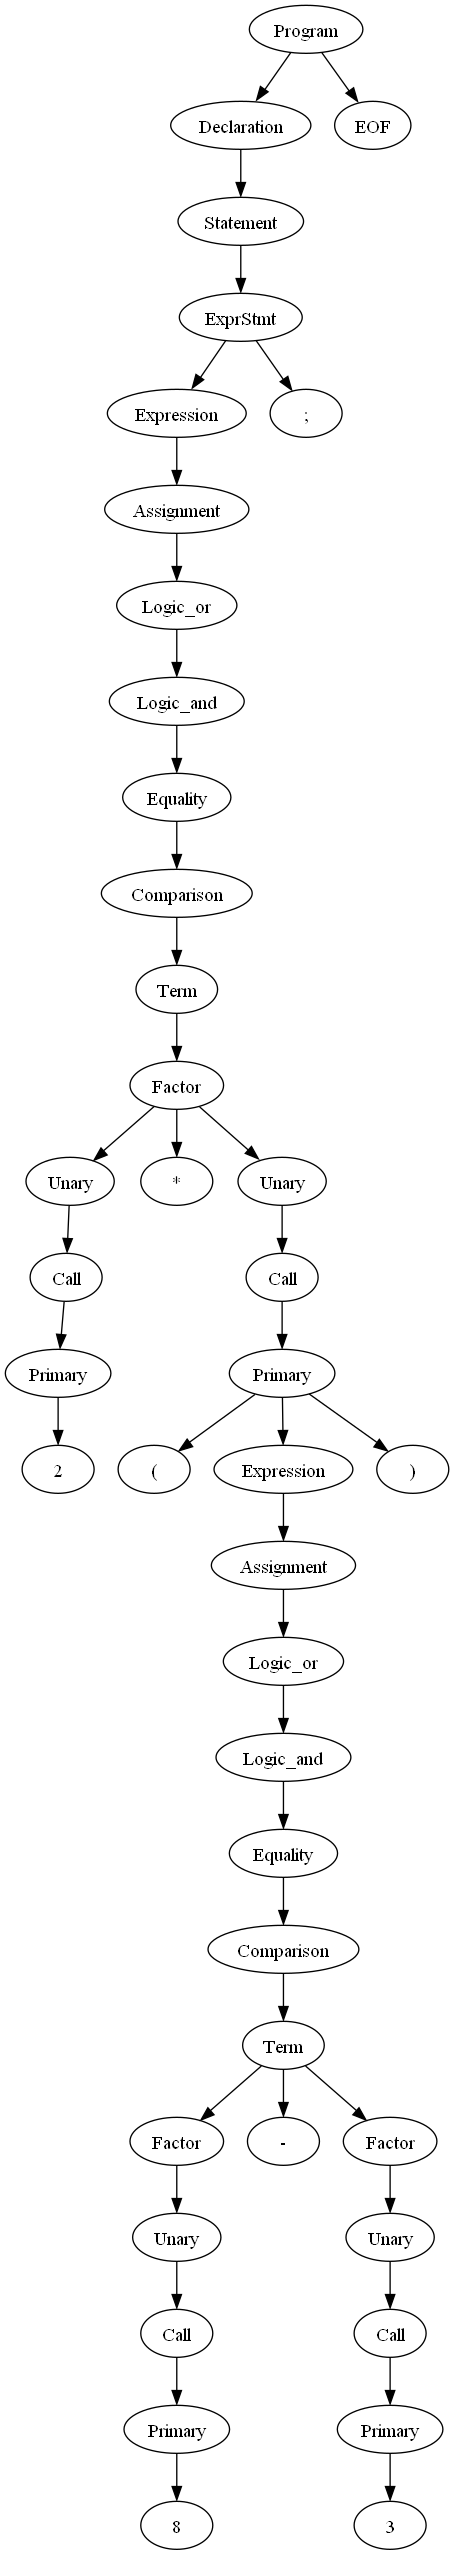 Program
Declaration
EOF
Statement
ExprStmt
Expression
;
Assignment
Logic_or
Logic_and
Equality
Comparison
Term
Factor
Unary
*
Unary
Call
Call
Primary
Primary
2
(
Expression
)
Assignment
Logic_or
Logic_and
Equality
Comparison
Term
Factor
-
Factor
Unary
Unary
Call
Call
Primary
Primary
8
3